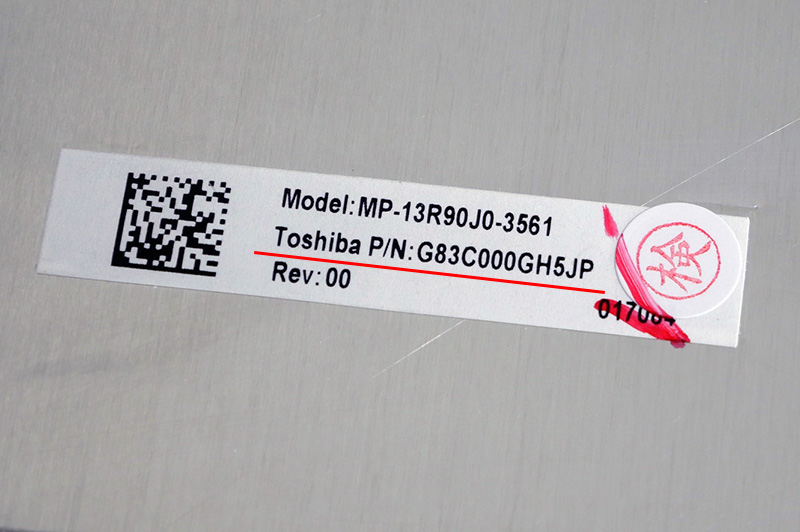 Model:MP-13R90J0-3561
Toshiba P/N:G83C000GH5JP
Rev:00
検